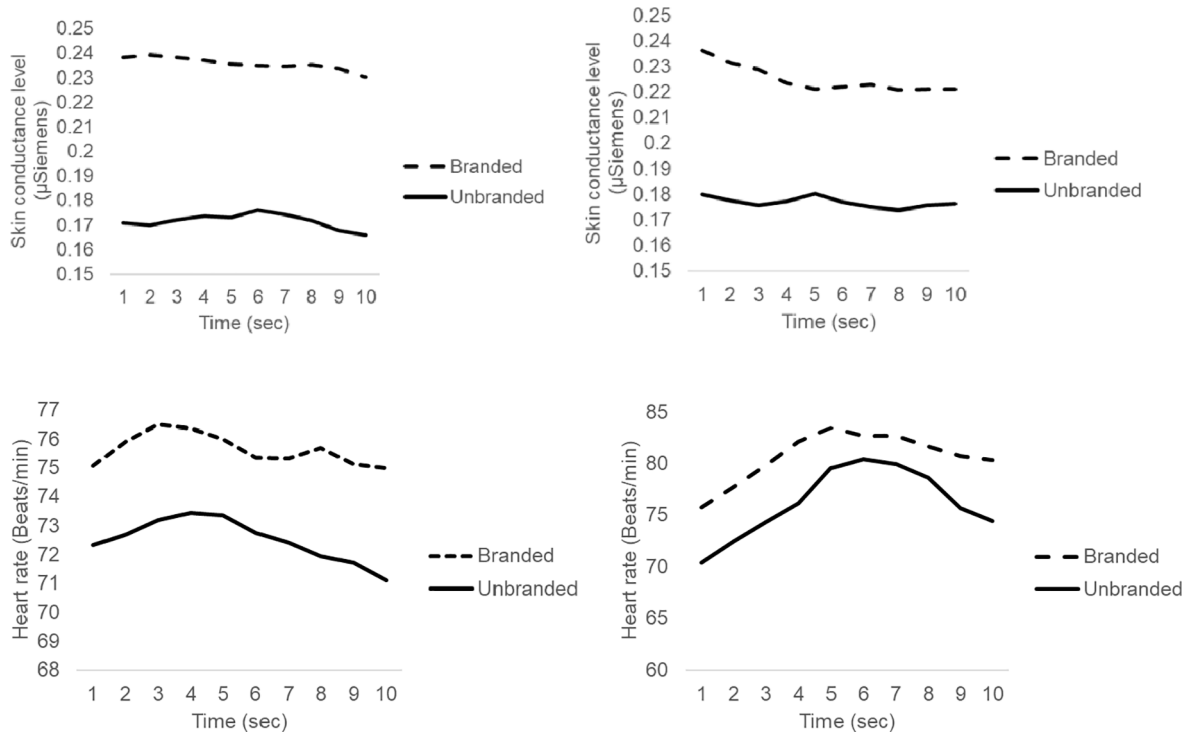 Skin conductance level
(µSiemens)
0.25
0.24
0.23
0.22
0.21
0.2
0.19
0.18
0.17
0.16
0.15
1 2 3 4 5 6 7 8 9 10
Time (sec)
Branded
Unbranded
Skin conductance level
(µSiemens)
0.25
0.24
0.23
0.22
0.21
0.2
0.19
0.18
0.17
0.16
0.15
1 2 3 4 5 6 7 8 9 10
Time (sec)
Branded
Unbranded
Heart rate (Beats/min)
77
76
75
74
73
72
71
70
69
68
1 2 3 4 5 6 7 8 9 10
Time (sec)
Branded
Unbranded
Heart rate (Beats/min)
85
80
75
70
65
60
1 2 3 4 5 6 7 8 9 10
Time (sec)
Branded
Unbranded